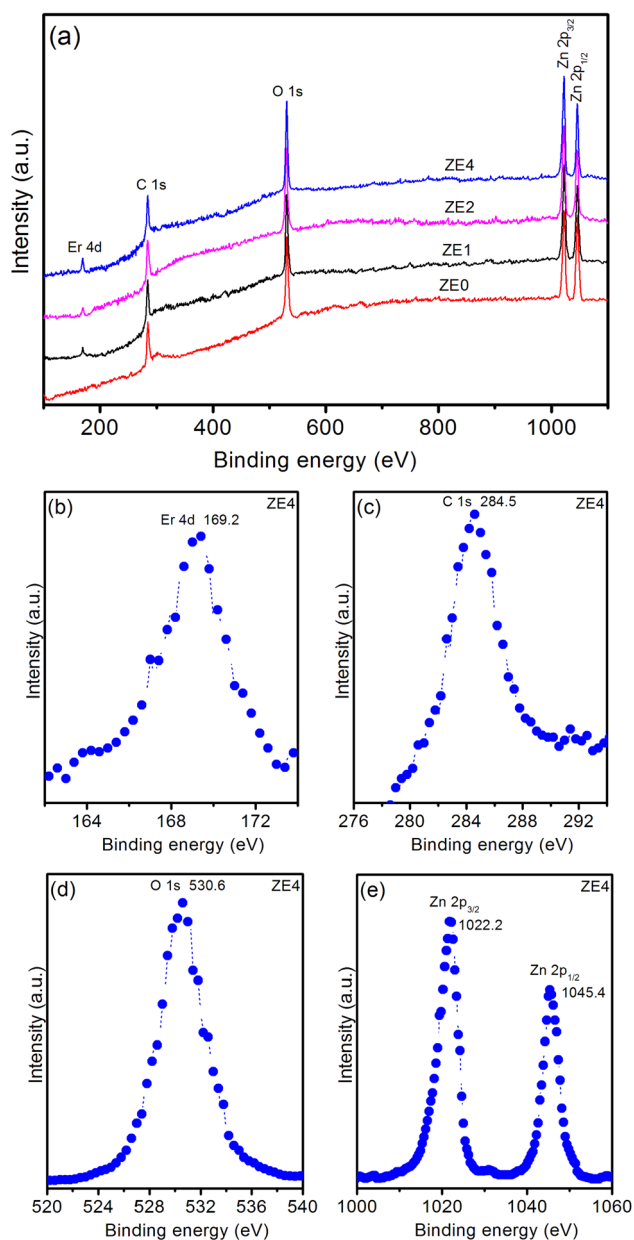 (a)
Zn 2p3/2
Zn 2p1/2
O 1s
ZE4
C 1s
ZE2
Er 4d
ZE1
ZE0
Intensity (a.u.)
200 400 600 800 1000
Binding energy (eV)
(b) ZE4
Er 4d 169.2
Intensity (a.u.)
164 168 172
Binding energy (eV)
(c) C 1s 284.5 ZE4
Intensity (a.u.)
276 280 284 288 292
Binding energy (eV)
(d) O 1s 530.6 ZE4
Intensity (a.u.)
520 524 528 532 536 540
Binding energy (eV)
(e) ZE4
Zn 2p3/2
1022.2
Zn 2p1/2
1045.4
Intensity (a.u.)
1000 1020 1040 1060
Binding energy (eV)